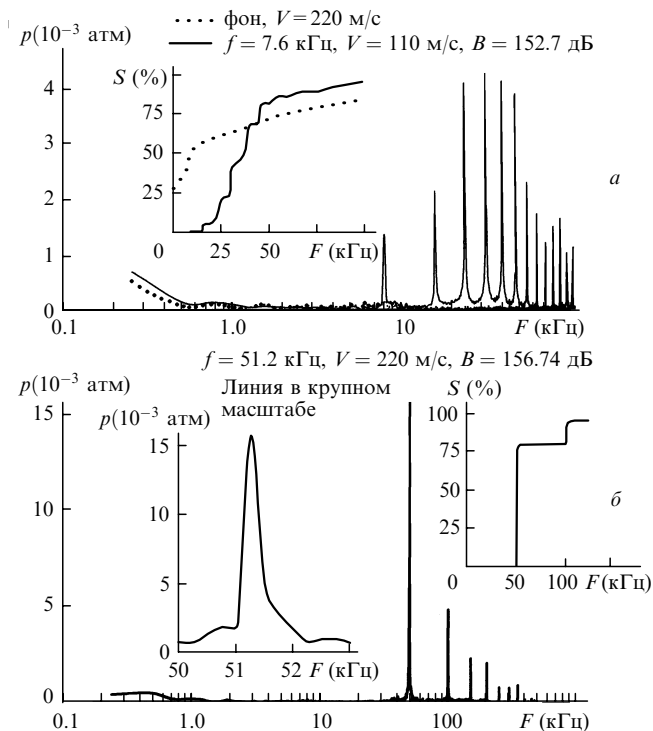 p(10⁻³ атм)
фон, V = 220 м/с
f = 7.6 кГц, V = 110 м/с, B = 152.7 дБ
S (%)
75
50
25
0
25
50
F (кГц)
а
4
3
2
1
0
0.1
1.0
10
F (кГц)
f = 51.2 кГц, V = 220 м/с, B = 156.74 дБ
p(10⁻³ атм)
15
10
5
0
Линия в крупном
масштабе
p(10⁻³ атм)
15
10
5
0
50
51
52
F (кГц)
S (%)
100
75
50
25
0
50
100
F (кГц)
б
0.1
1.0
10
100
F (кГц)